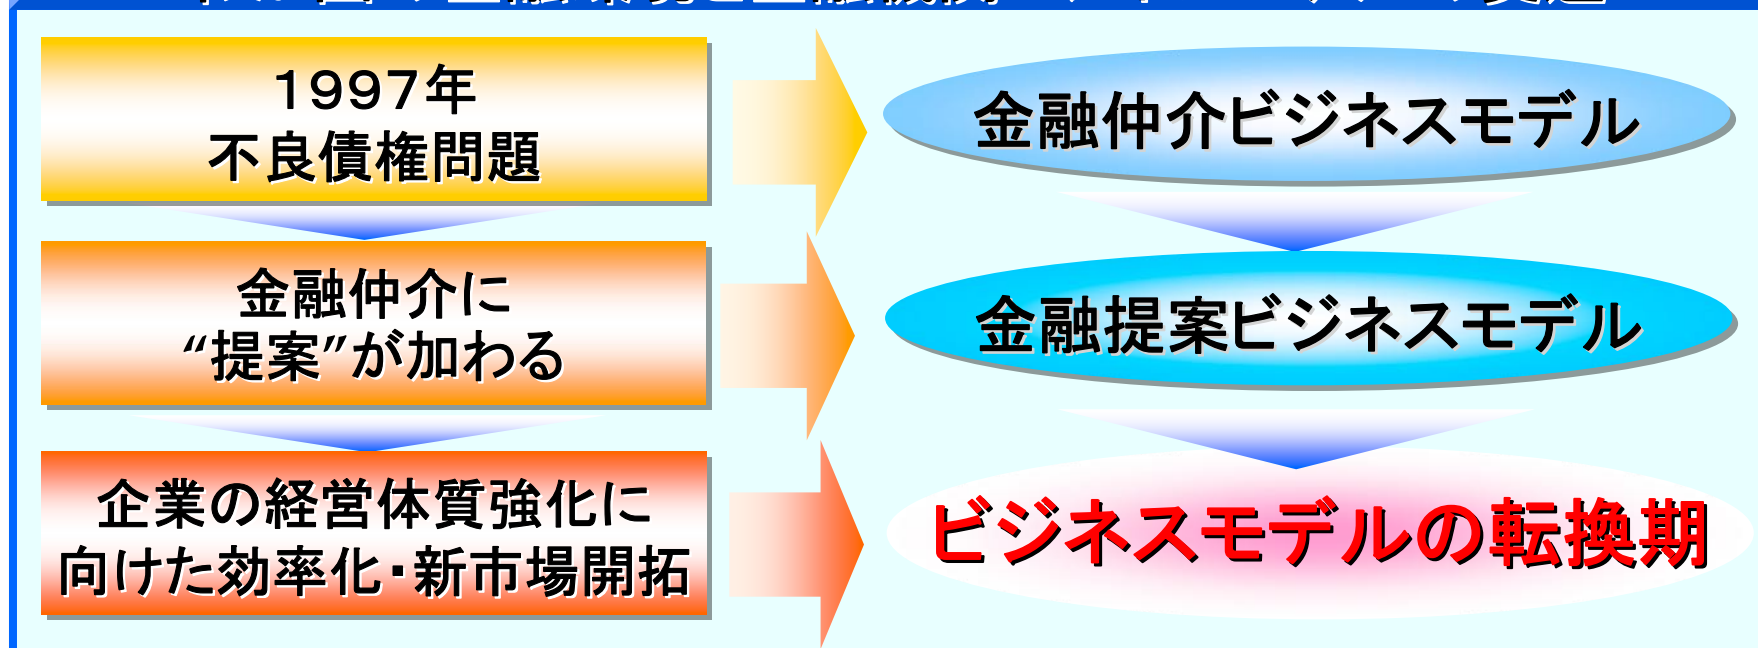 1997年
不良債権問題
金融仲介ビジネスモデル
金融仲介に
“提案”が加わる
金融提案ビジネスモデル
企業の経営体質強化に
向けた効率化・新市場開拓
ビジネスモデルの転換期